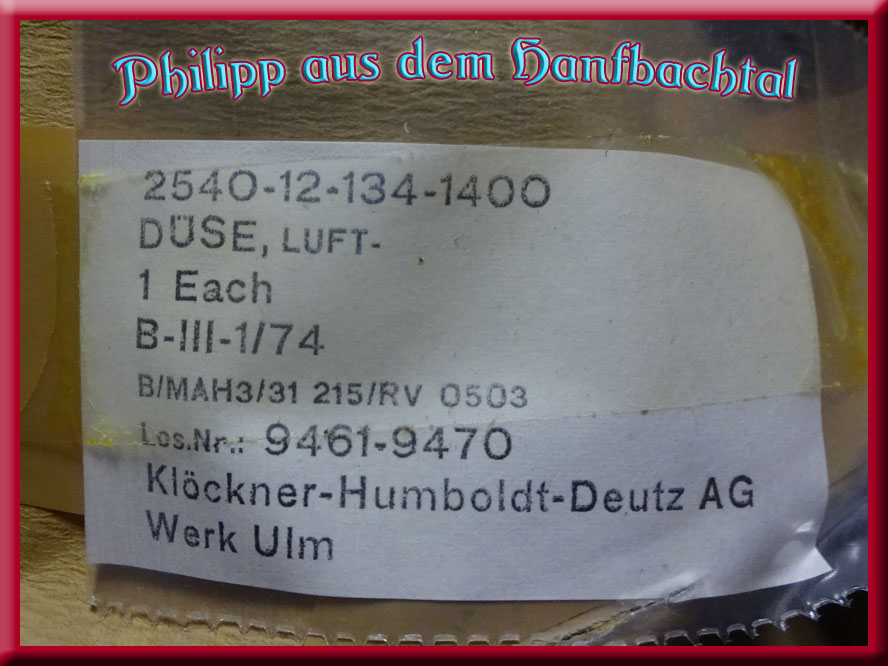 Philipp aus dem Hanfbachtal
2540-12-134-1400
DÜSE, LUFT-
1 Each
B-III-1/74
B/MAH3/31 215/RV 0503
Los.Nr.: 9461-9470
Klöckner-Humboldt-Deutz AG
Werk Ulm